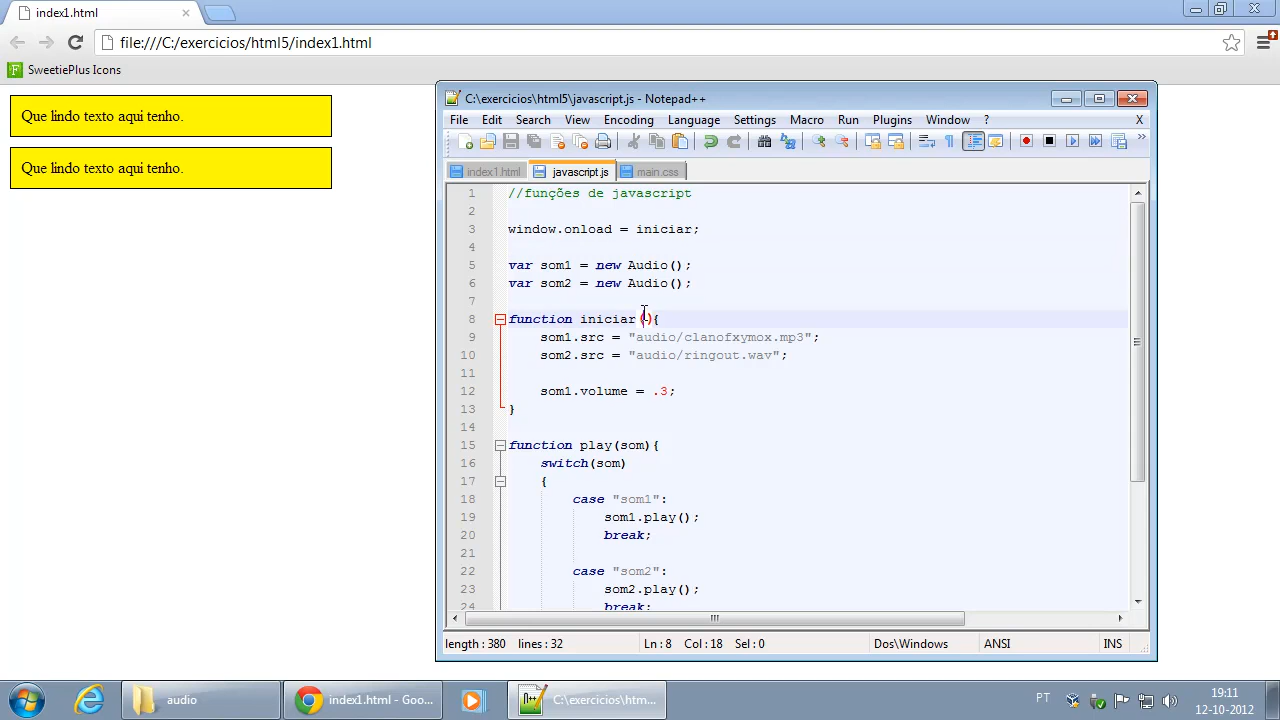 index1.html
file:///C:/exercicios/html5/index1.html
SweetiePlus Icons
Que lindo texto aqui tenho.
Que lindo texto aqui tenho.
C:\exercicios\html5\javascript.js - Notepad++
File Edit Search View Encoding Language Settings Macro Run Plugins Window ? X
index1.html javascript.js main.css
1 //funções de javascript
2
3 window.onload = iniciar;
4
5 var som1 = new Audio();
6 var som2 = new Audio();
7
8 function iniciar(){
9 som1.src = "audio/clanofxymox.mp3";
10 som2.src = "audio/ringout.wav";
11
12 som1.volume = .3;
13 }
14
15 function play(som){
16 switch(som)
17 {
18 case "som1":
19 som1.play();
20 break;
21
22 case "som2":
23 som2.play();
24 break;
length : 380 lines : 32 Ln : 8 Col : 18 Sel : 0 Dos\Windows ANSI INS
audio index1.html - Goo... C:\exercicios\htm... PT 19:11
12-10-2012